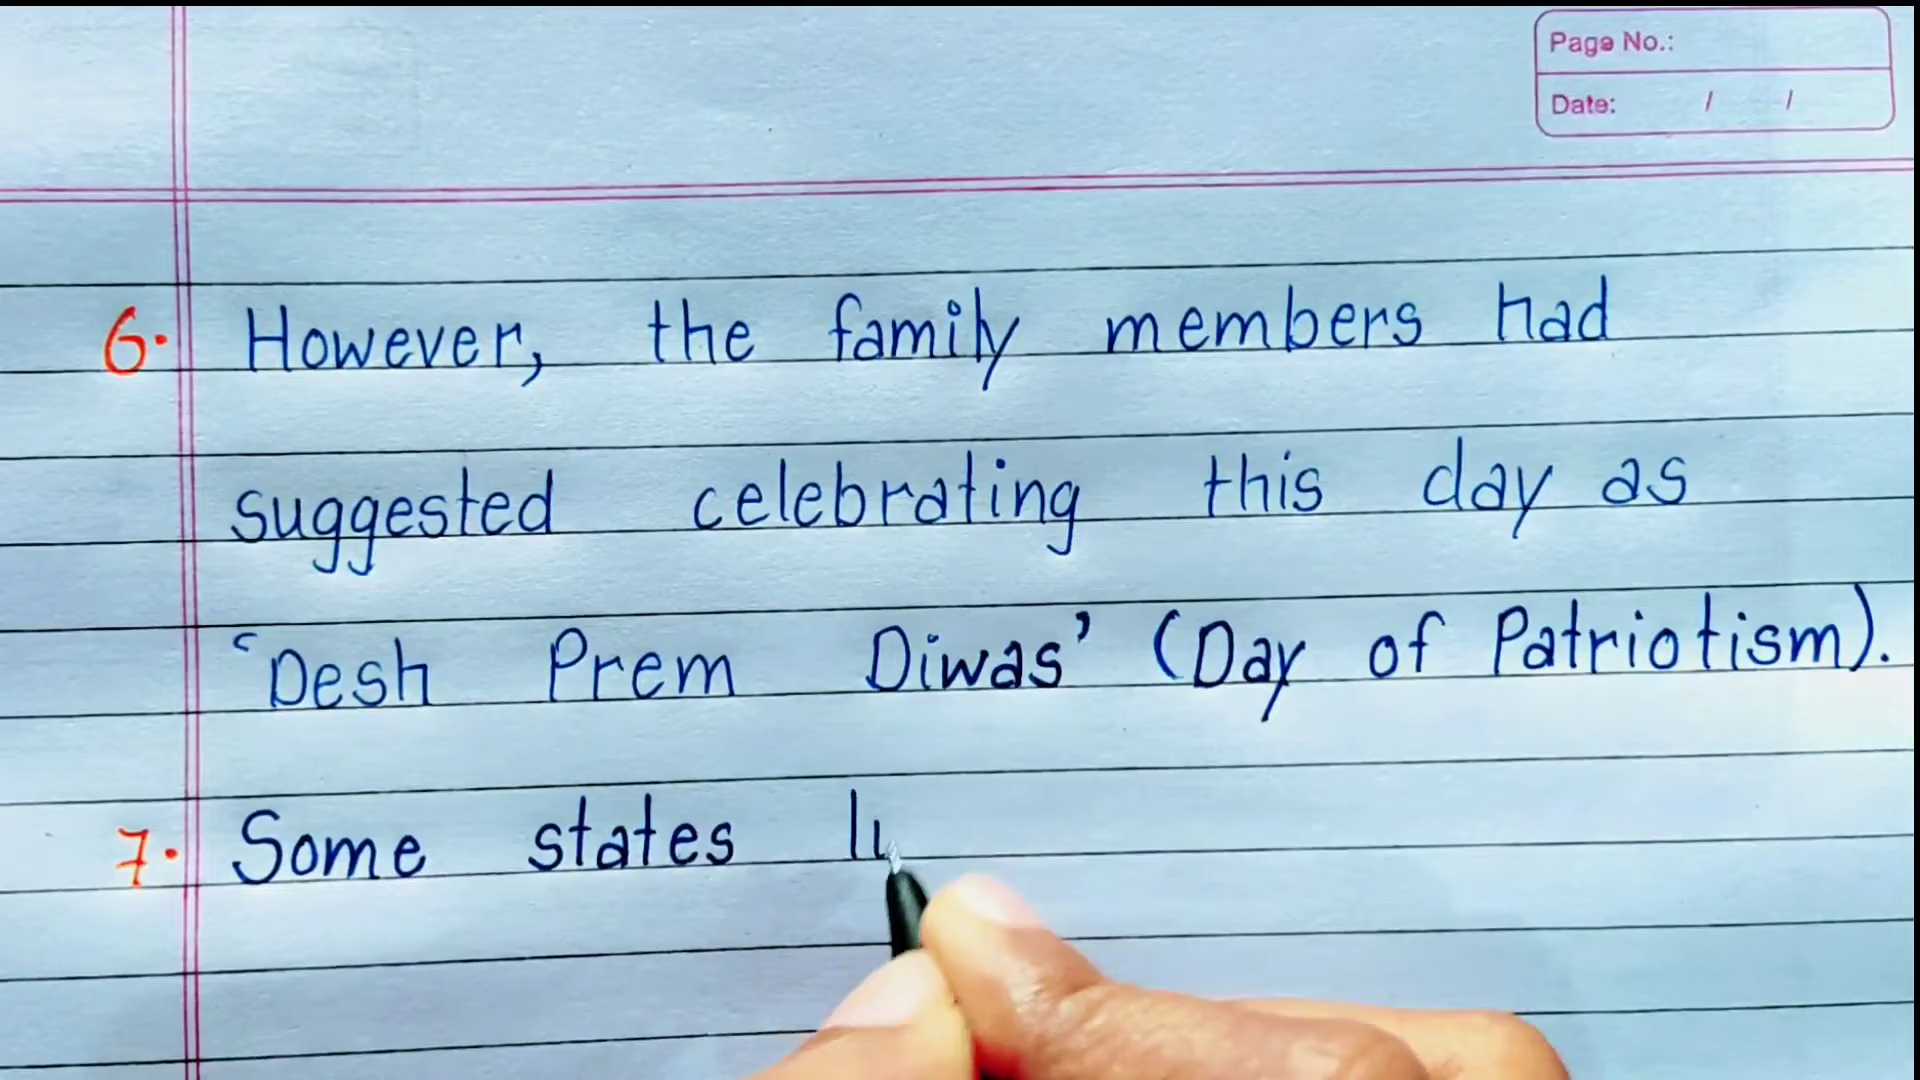 Page No.:
Date: / /
6. However, the family members had
suggested celebrating this day as
'Desh Prem Diwas' (Day of Patriotism).
7. Some states